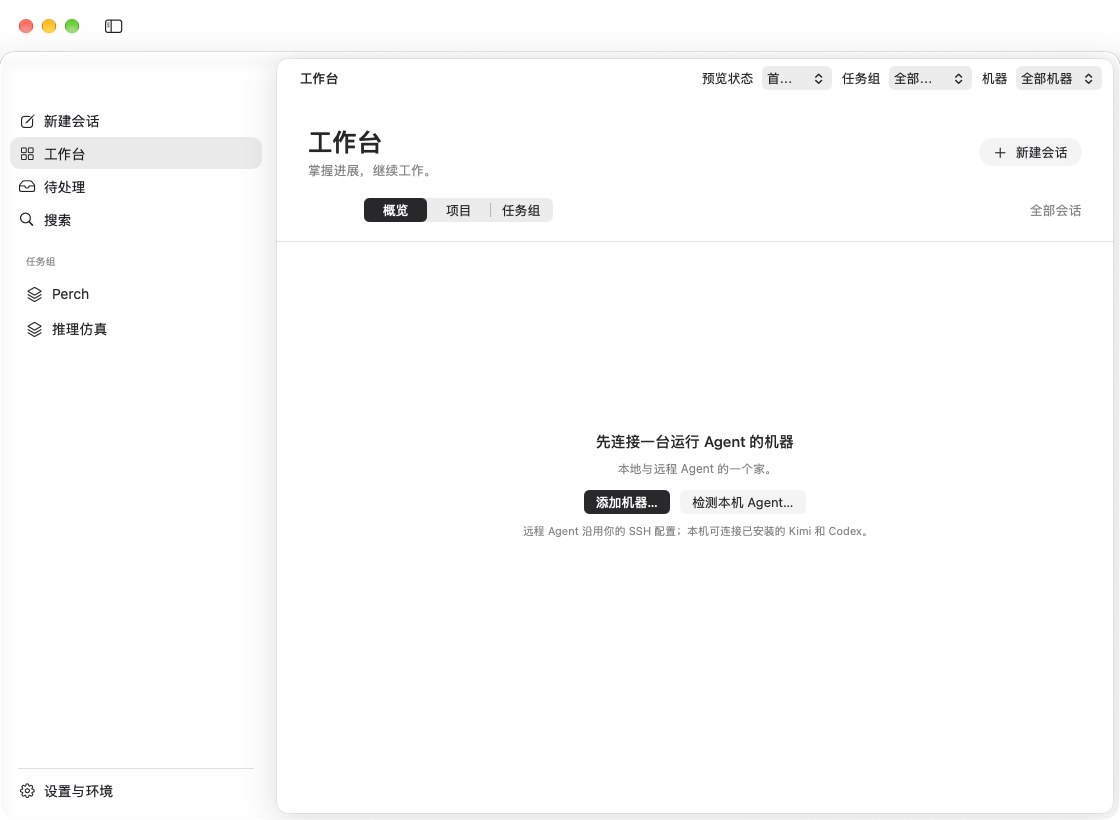 工作台
预览状态 首... 任务组 全部... 机器 全部机器
新建会话
工作台
待处理
搜索
任务组
Perch
推理仿真
设置与环境
工作台
掌握进展，继续工作。
新建会话
概览 项目 任务组
全部会话
先连接一台运行 Agent 的机器
本地与远程 Agent 的一个家。
添加机器... 检测本机 Agent...
远程 Agent 沿用你的 SSH 配置；本机可连接已安装的 Kimi 和 Codex。